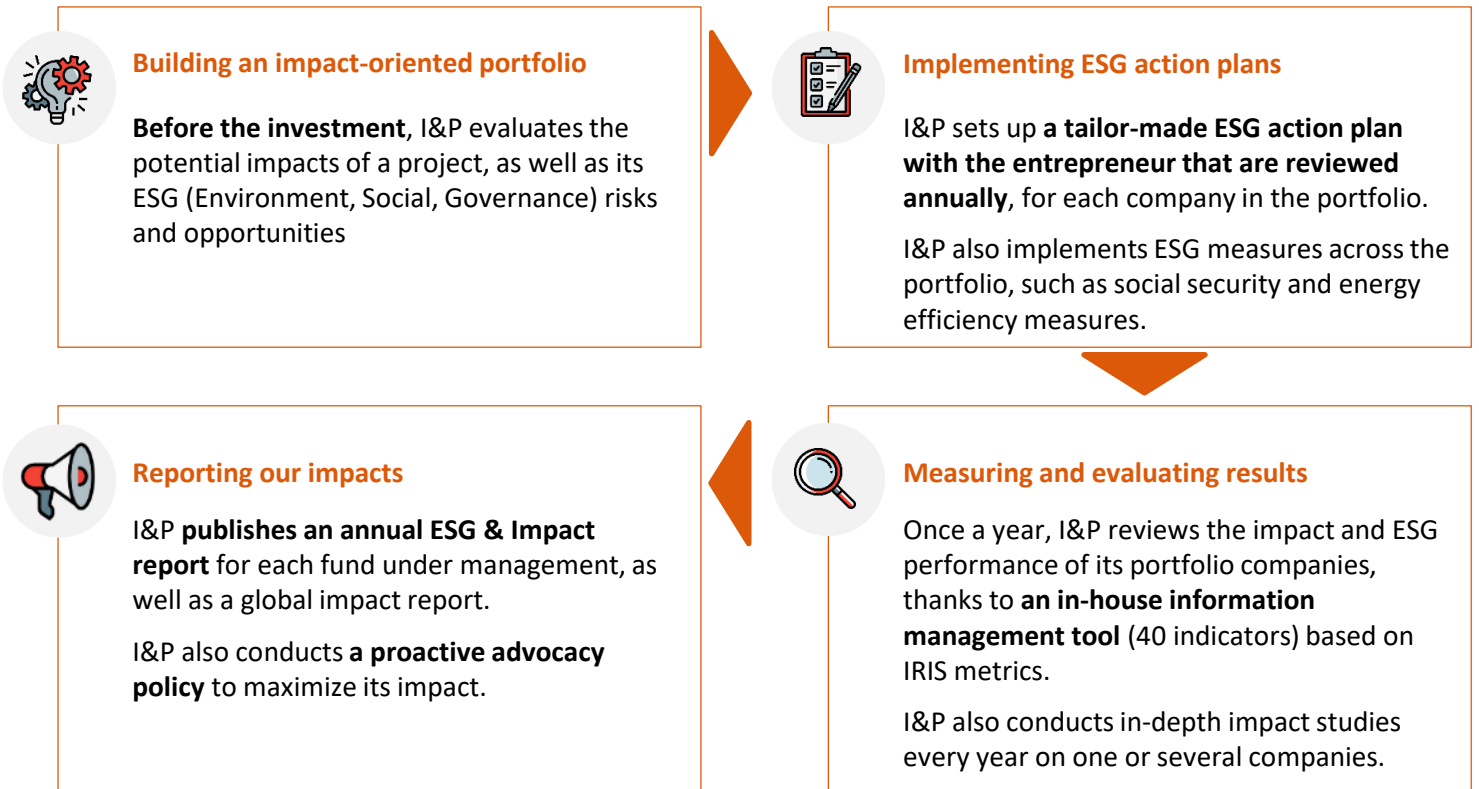 Building an impact-oriented portfolio
Before the investment, I&P evaluates the
potential impacts of a project, as well as its
ESG (Environment, Social, Governance) risks
and opportunities
Implementing ESG action plans
I&P sets up a tailor-made ESG action plan
with the entrepreneur that are reviewed
annually, for each company in the portfolio.
I&P also implements ESG measures across the
portfolio, such as social security and energy
efficiency measures.
Measuring and evaluating results
Once a year, I&P reviews the impact and ESG
performance of its portfolio companies,
thanks to an in-house information
management tool (40 indicators) based on
IRIS metrics.
I&P also conducts in-depth impact studies
every year on one or several companies.
Reporting our impacts
I&P publishes an annual ESG & Impact
report for each fund under management, as
well as a global impact report.
I&P also conducts a proactive advocacy
policy to maximize its impact.